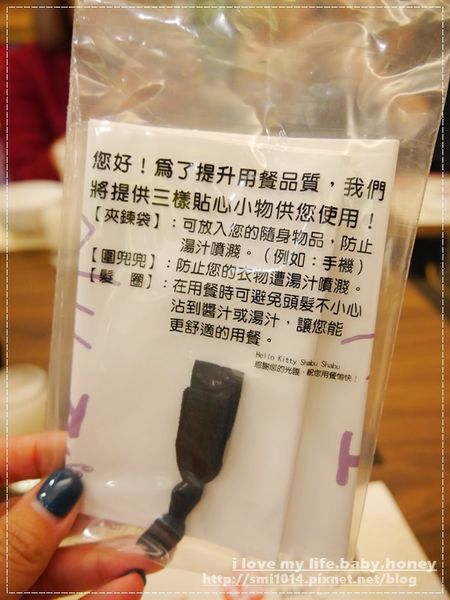 您好！為了提升用餐品質，我們
將提供三樣貼心小物供您使用！
【夾鍊袋】：可放入您的隨身物品，防止
湯汁噴濺。（例如：手機）
【圍兜兜】：防止您的衣物遭湯汁噴濺。
【髮　圈】：在用餐時可避免頭髮不小心
沾到醬汁或湯汁，讓您能
更舒適的用餐。
Hello Kitty Shabu Shabu
感謝您的光臨、祝您用餐愉快！
i love my life.baby.honey
http://smi1014.pixnet.net/blog